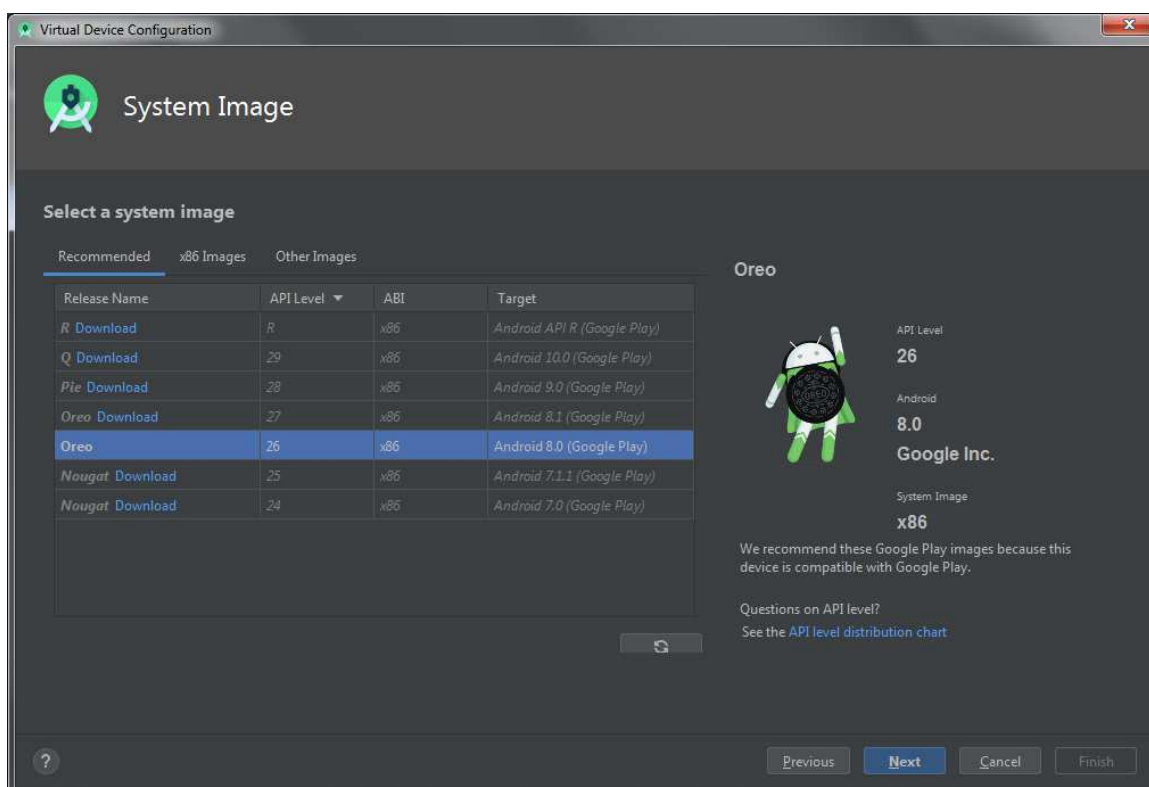 Virtual Device Configuration
x
System Image
Select a system image
Recommended x86 Images Other Images
Release Name API Level ABI Target
R Download R x86 Android API R (Google Play)
Q Download 29 x86 Android 10.0 (Google Play)
Pie Download 28 x86 Android 9.0 (Google Play)
Oreo Download 27 x86 Android 8.1 (Google Play)
Oreo 26 x86 Android 8.0 (Google Play)
Nougat Download 25 x86 Android 7.1.1 (Google Play)
Nougat Download 24 x86 Android 7.0 (Google Play)
Oreo
OREO
API Level
26
Android
8.0
Google Inc.
System Image
x86
We recommend these Google Play images because this
device is compatible with Google Play.
Questions on API level?
See the API level distribution chart
? Previous Next Cancel Finish